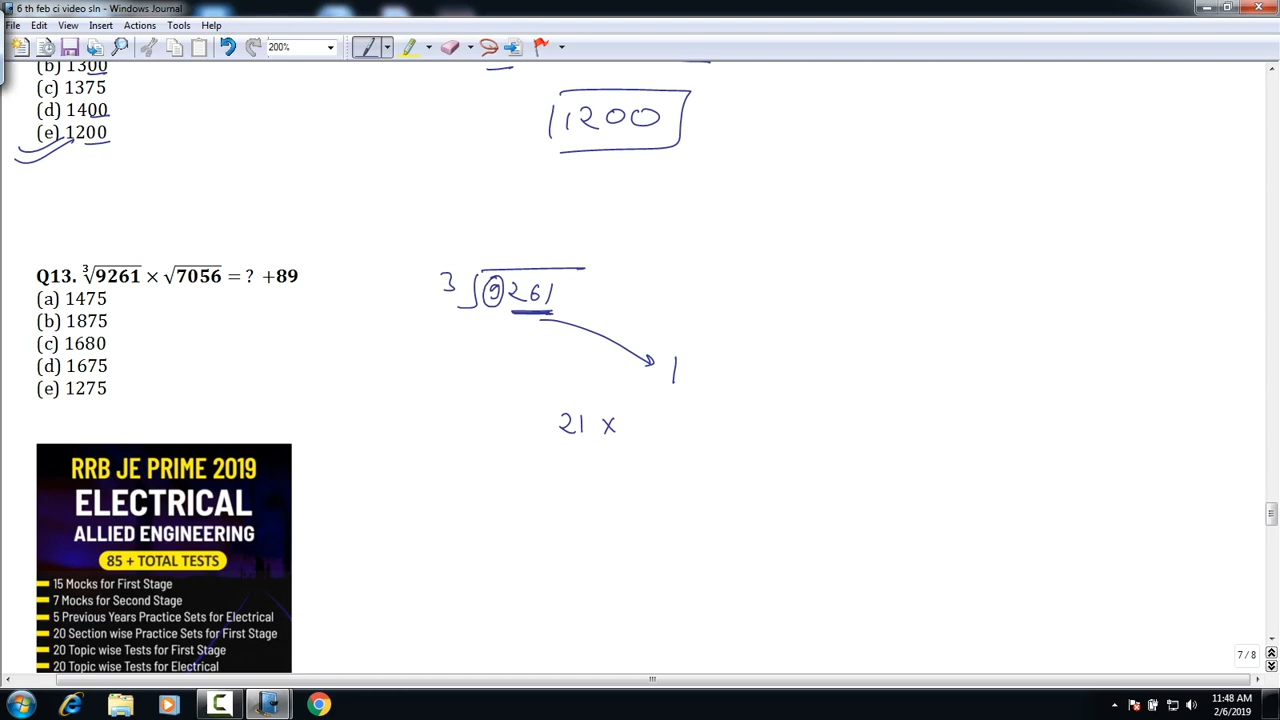 6 th feb ci video sln - Windows Journal
File Edit View Insert Actions Tools Help
200%
(b) 1300
(c) 1375
(d) 1400
(e) 1200
1200
Q13. ∛9261 × √7056 = ? +89
(a) 1475
(b) 1875
(c) 1680
(d) 1675
(e) 1275
∛9261
1
21 x
RRB JE PRIME 2019
ELECTRICAL
ALLIED ENGINEERING
85 + TOTAL TESTS
15 Mocks for First Stage
7 Mocks for Second Stage
5 Previous Years Practice Sets for Electrical
20 Section wise Practice Sets for First Stage
20 Topic wise Tests for First Stage
20 Topic wise Tests for Electrical
7 / 8
11:48 AM
2/6/2019